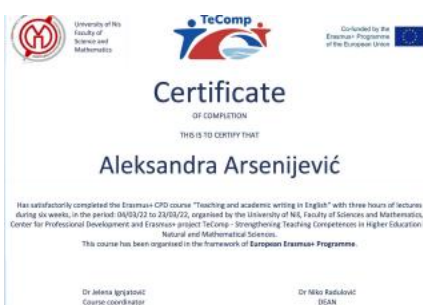 University of Nis
Faculty of
Science and
Mathematics
TeComp
Co-funded by the
Erasmus+ Programme
of the European Union
Certificate
OF COMPLETION
THIS IS TO CERTIFY THAT
Aleksandra Arsenijević
Has satisfactorily completed the Erasmus+ CPD course "Teaching and academic writing in English" with three hours of lectures
during six weeks, in the period: 04/03/22 to 23/03/22, organised by the University of Niš, Faculty of Sciences and Mathematics,
Center for Professional Development and Erasmus+ project TeComp - Strengthening Teaching Competences in Higher Education
Natural and Mathematical Sciences.
This course has been organised in the framework of European Erasmus+ Programme.
Dr Jelena Ignjatović
Course coordinator
Dr Niko Radulović
DEAN